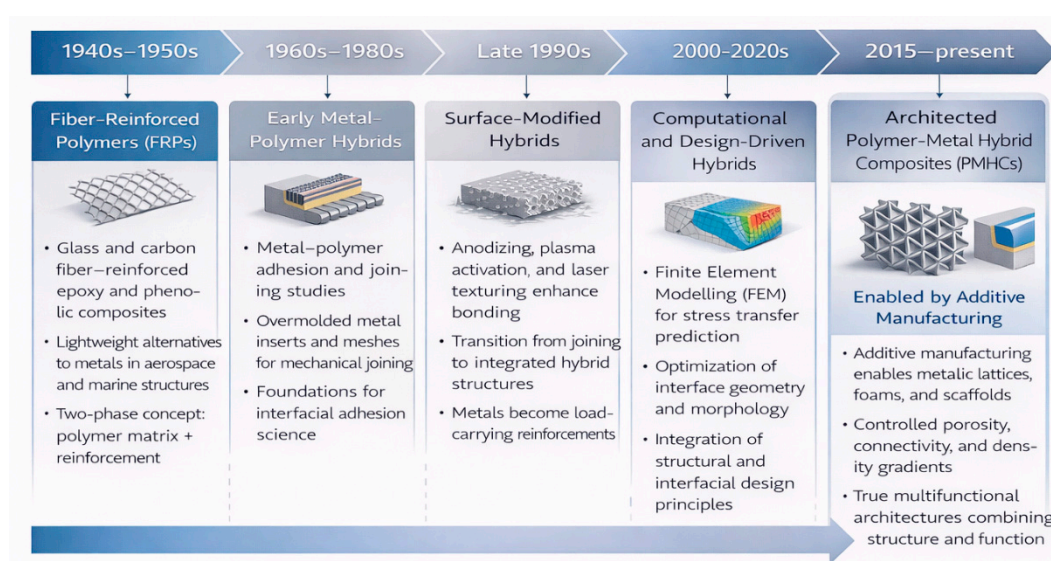 1940s–1950s
1960s–1980s
Late 1990s
2000-2020s
2015–present
Fiber-Reinforced
Polymers (FRPs)
• Glass and carbon
fiber–reinforced
epoxy and pheno-
lic composites
• Lightweight alternatives
to metals in aerospace
and marine structures
• Two-phase concept:
polymer matrix +
reinforcement
Early Metal-
Polymer Hybrids
• Metal–polymer
adhesion and join-
ing studies
• Overmolded metal
inserts and meshes
for mechanical joining
• Foundations for
interfacial adhesion
science
Surface-Modified
Hybrids
• Anodizing, plasma
activation, and laser
texturing enhance
bonding
• Transition from joining
to integrated hybrid
structures
• Metals become load-
carrying reinforcements
Computational
and Design-Driven
Hybrids
• Finite Element
Modelling (FEM)
for stress transfer
prediction
• Optimization of
interface geometry
and morphology
• Integration of
structural and
interfacial design
principles
Architected
Polymer-Metal Hybrid
Composites (PMHCs)
Enabled by Additive
Manufacturing
• Additive manufacturing
enables metalic lattices,
foams, and scaffolds
• Controlled porosity,
connectivity, and dens-
ity gradients
• True multifunctional
architectures combining
structure and function